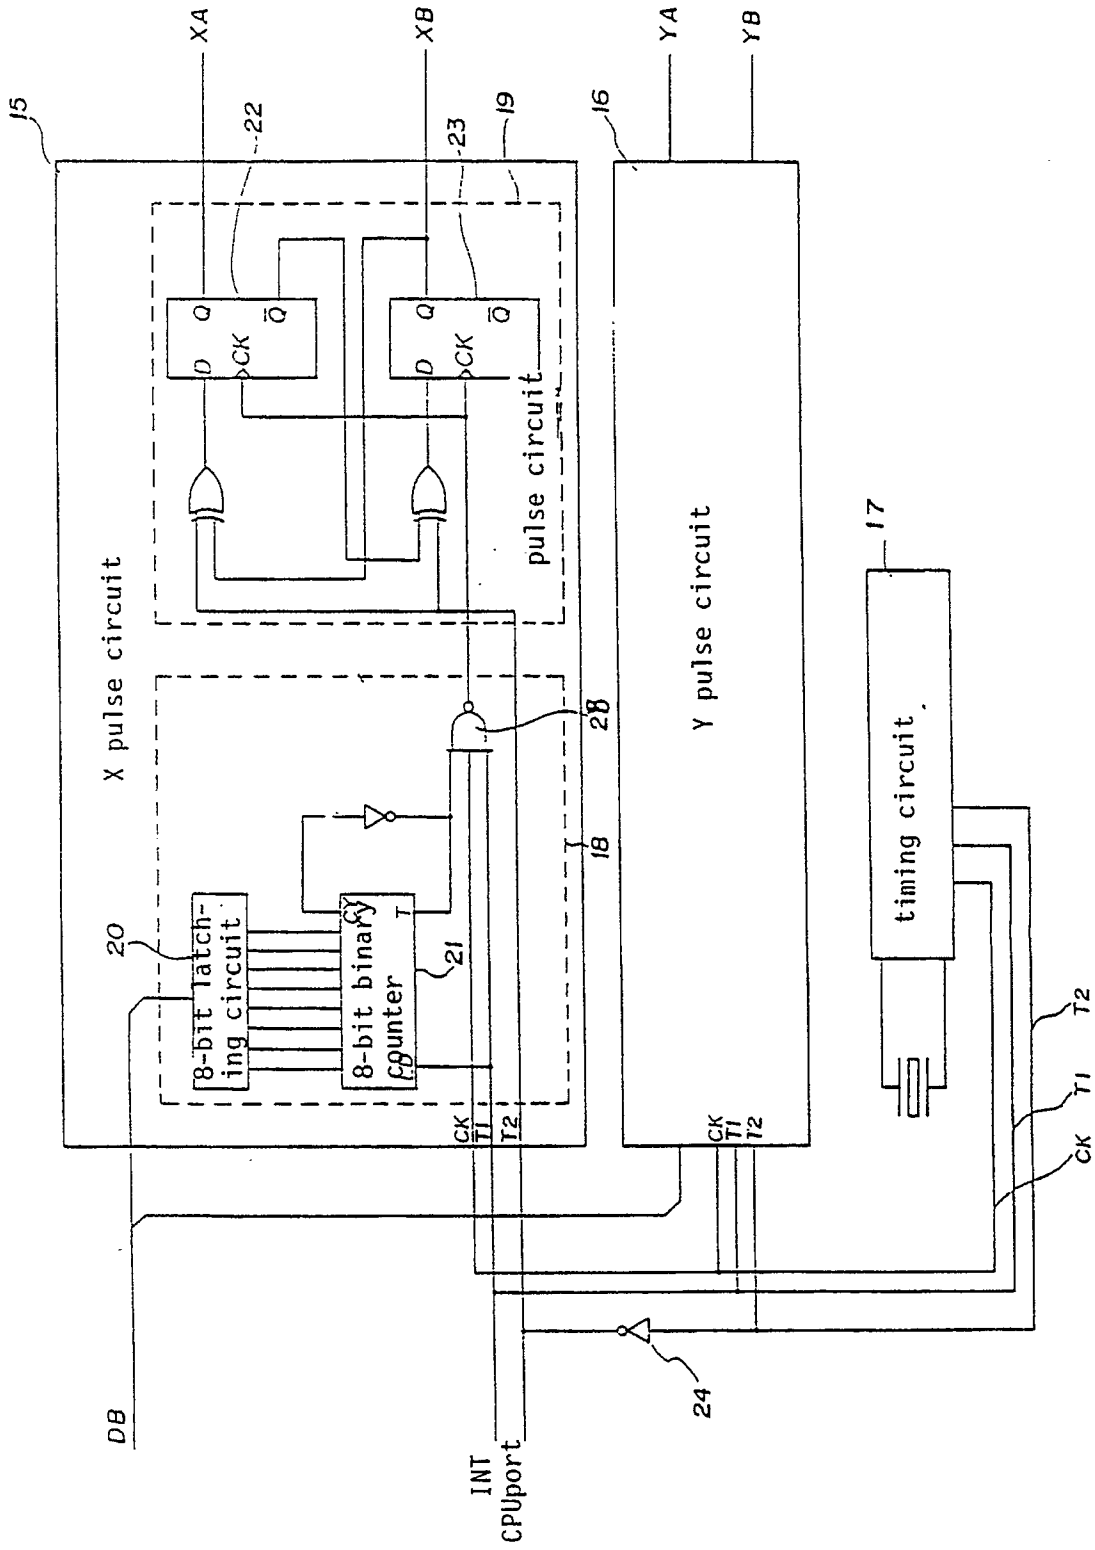 15
XA
XB
YA
YB
22
23
19
16
Q
Q
D
CK
Q
Q
D
CK
pulse circuit
X pulse circuit
Y pulse circuit
18
20
8-bit latch-
ing circuit
CY
T
8-bit binary
counter
21
CK
T1
T2
CK
T1
T2
17
timing circuit
T2
T1
CK
24
DB
INT
CPUport